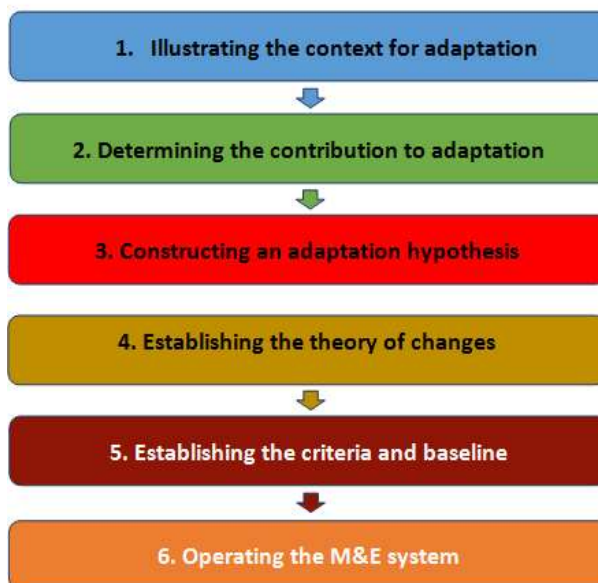 1. Illustrating the context for adaptation
2. Determining the contribution to adaptation
3. Constructing an adaptation hypothesis
4. Establishing the theory of changes
5. Establishing the criteria and baseline
6. Operating the M&E system